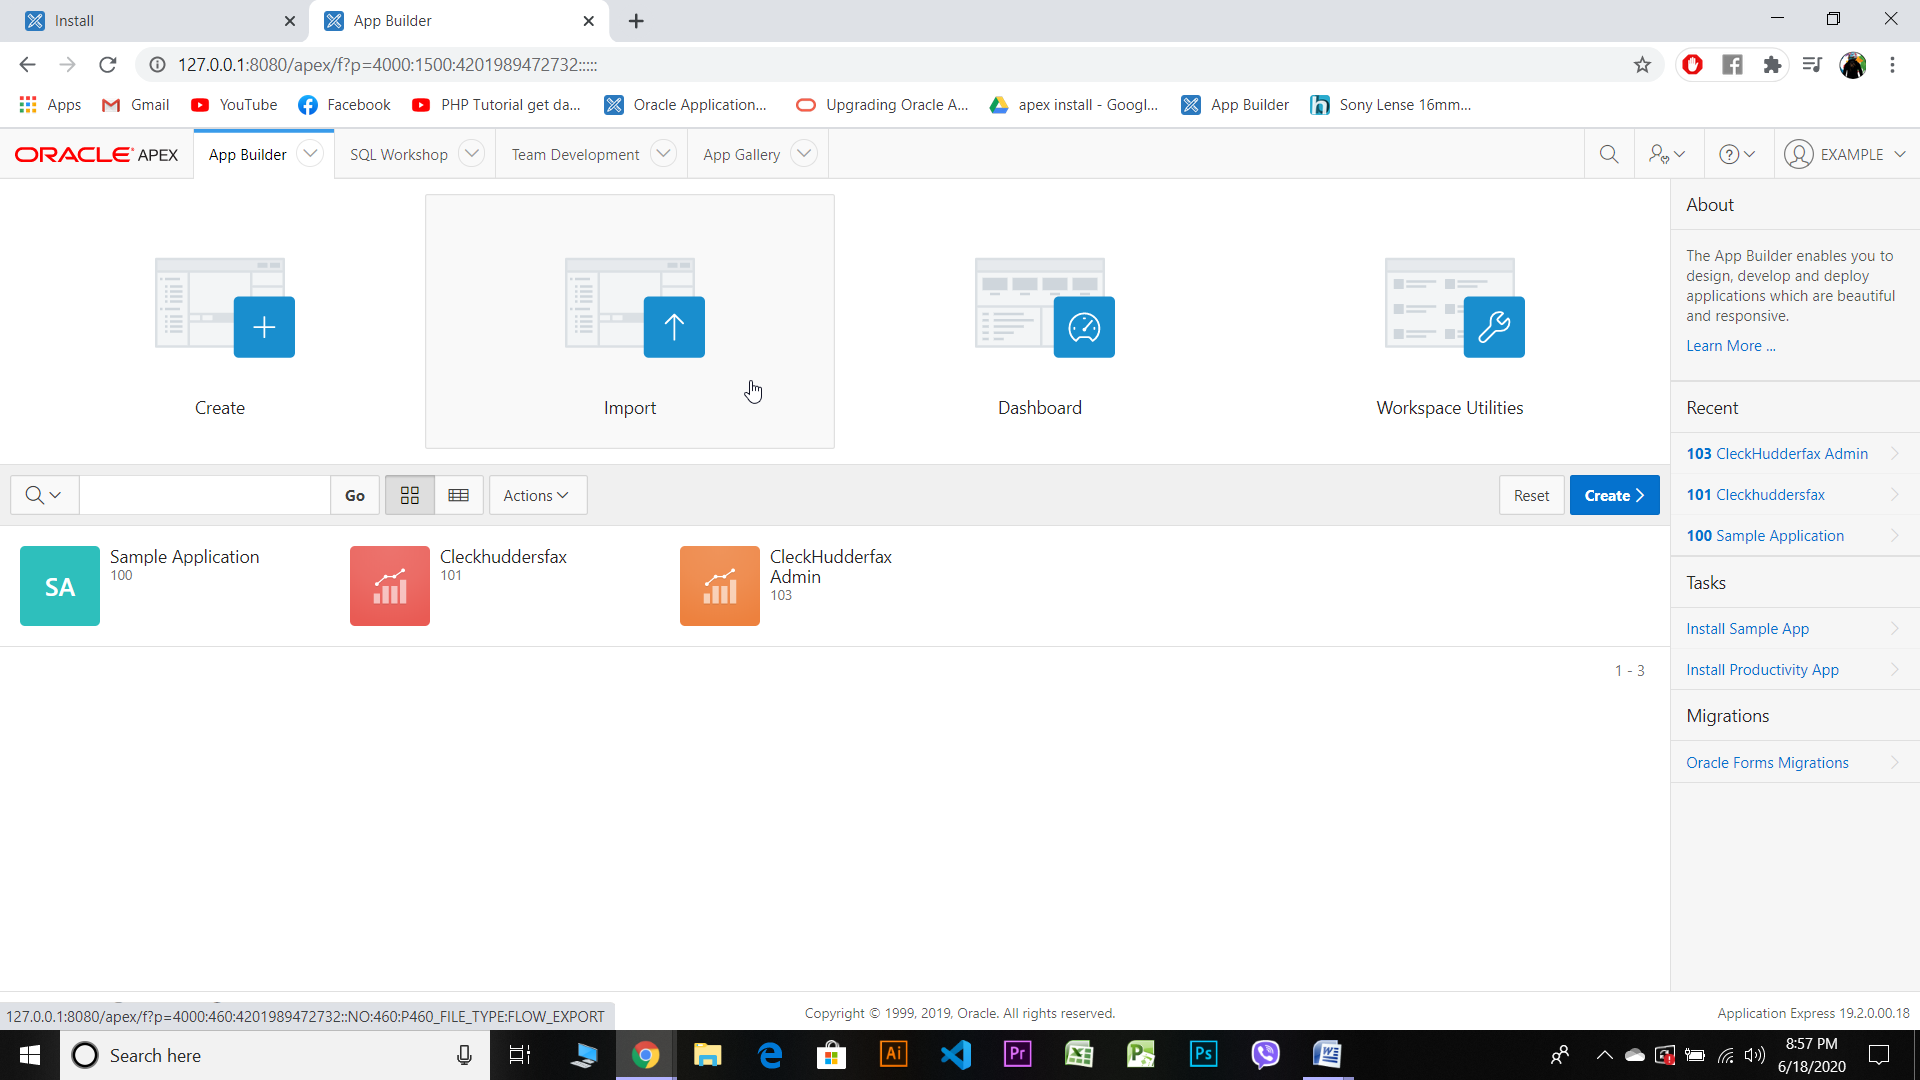 Install
App Builder
127.0.0.1:8080/apex/f?p=4000:1500:4201989472732:::::
Apps
Gmail
YouTube
Facebook
PHP Tutorial get da...
Oracle Application...
Upgrading Oracle A...
apex install - Googl...
App Builder
Sony Lense 16mm...
ORACLE APEX
App Builder
SQL Workshop
Team Development
App Gallery
EXAMPLE
Create
Import
Dashboard
Workspace Utilities
About
The App Builder enables you to
design, develop and deploy
applications which are beautiful
and responsive.
Learn More ...
Recent
103 CleckHudderfax Admin
101 Cleckhuddersfax
100 Sample Application
Tasks
Install Sample App
Install Productivity App
Migrations
Oracle Forms Migrations
Go
Actions
Reset
Create
SA
Sample Application
100
Cleckhuddersfax
101
CleckHudderfax
Admin
103
1 - 3
127.0.0.1:8080/apex/f?p=4000:460:4201989472732::NO:460:P460_FILE_TYPE:FLOW_EXPORT
Copyright © 1999, 2019, Oracle. All rights reserved.
Application Express 19.2.0.00.18
Search here
Ai
Pr
Ps
8:57 PM
6/18/2020